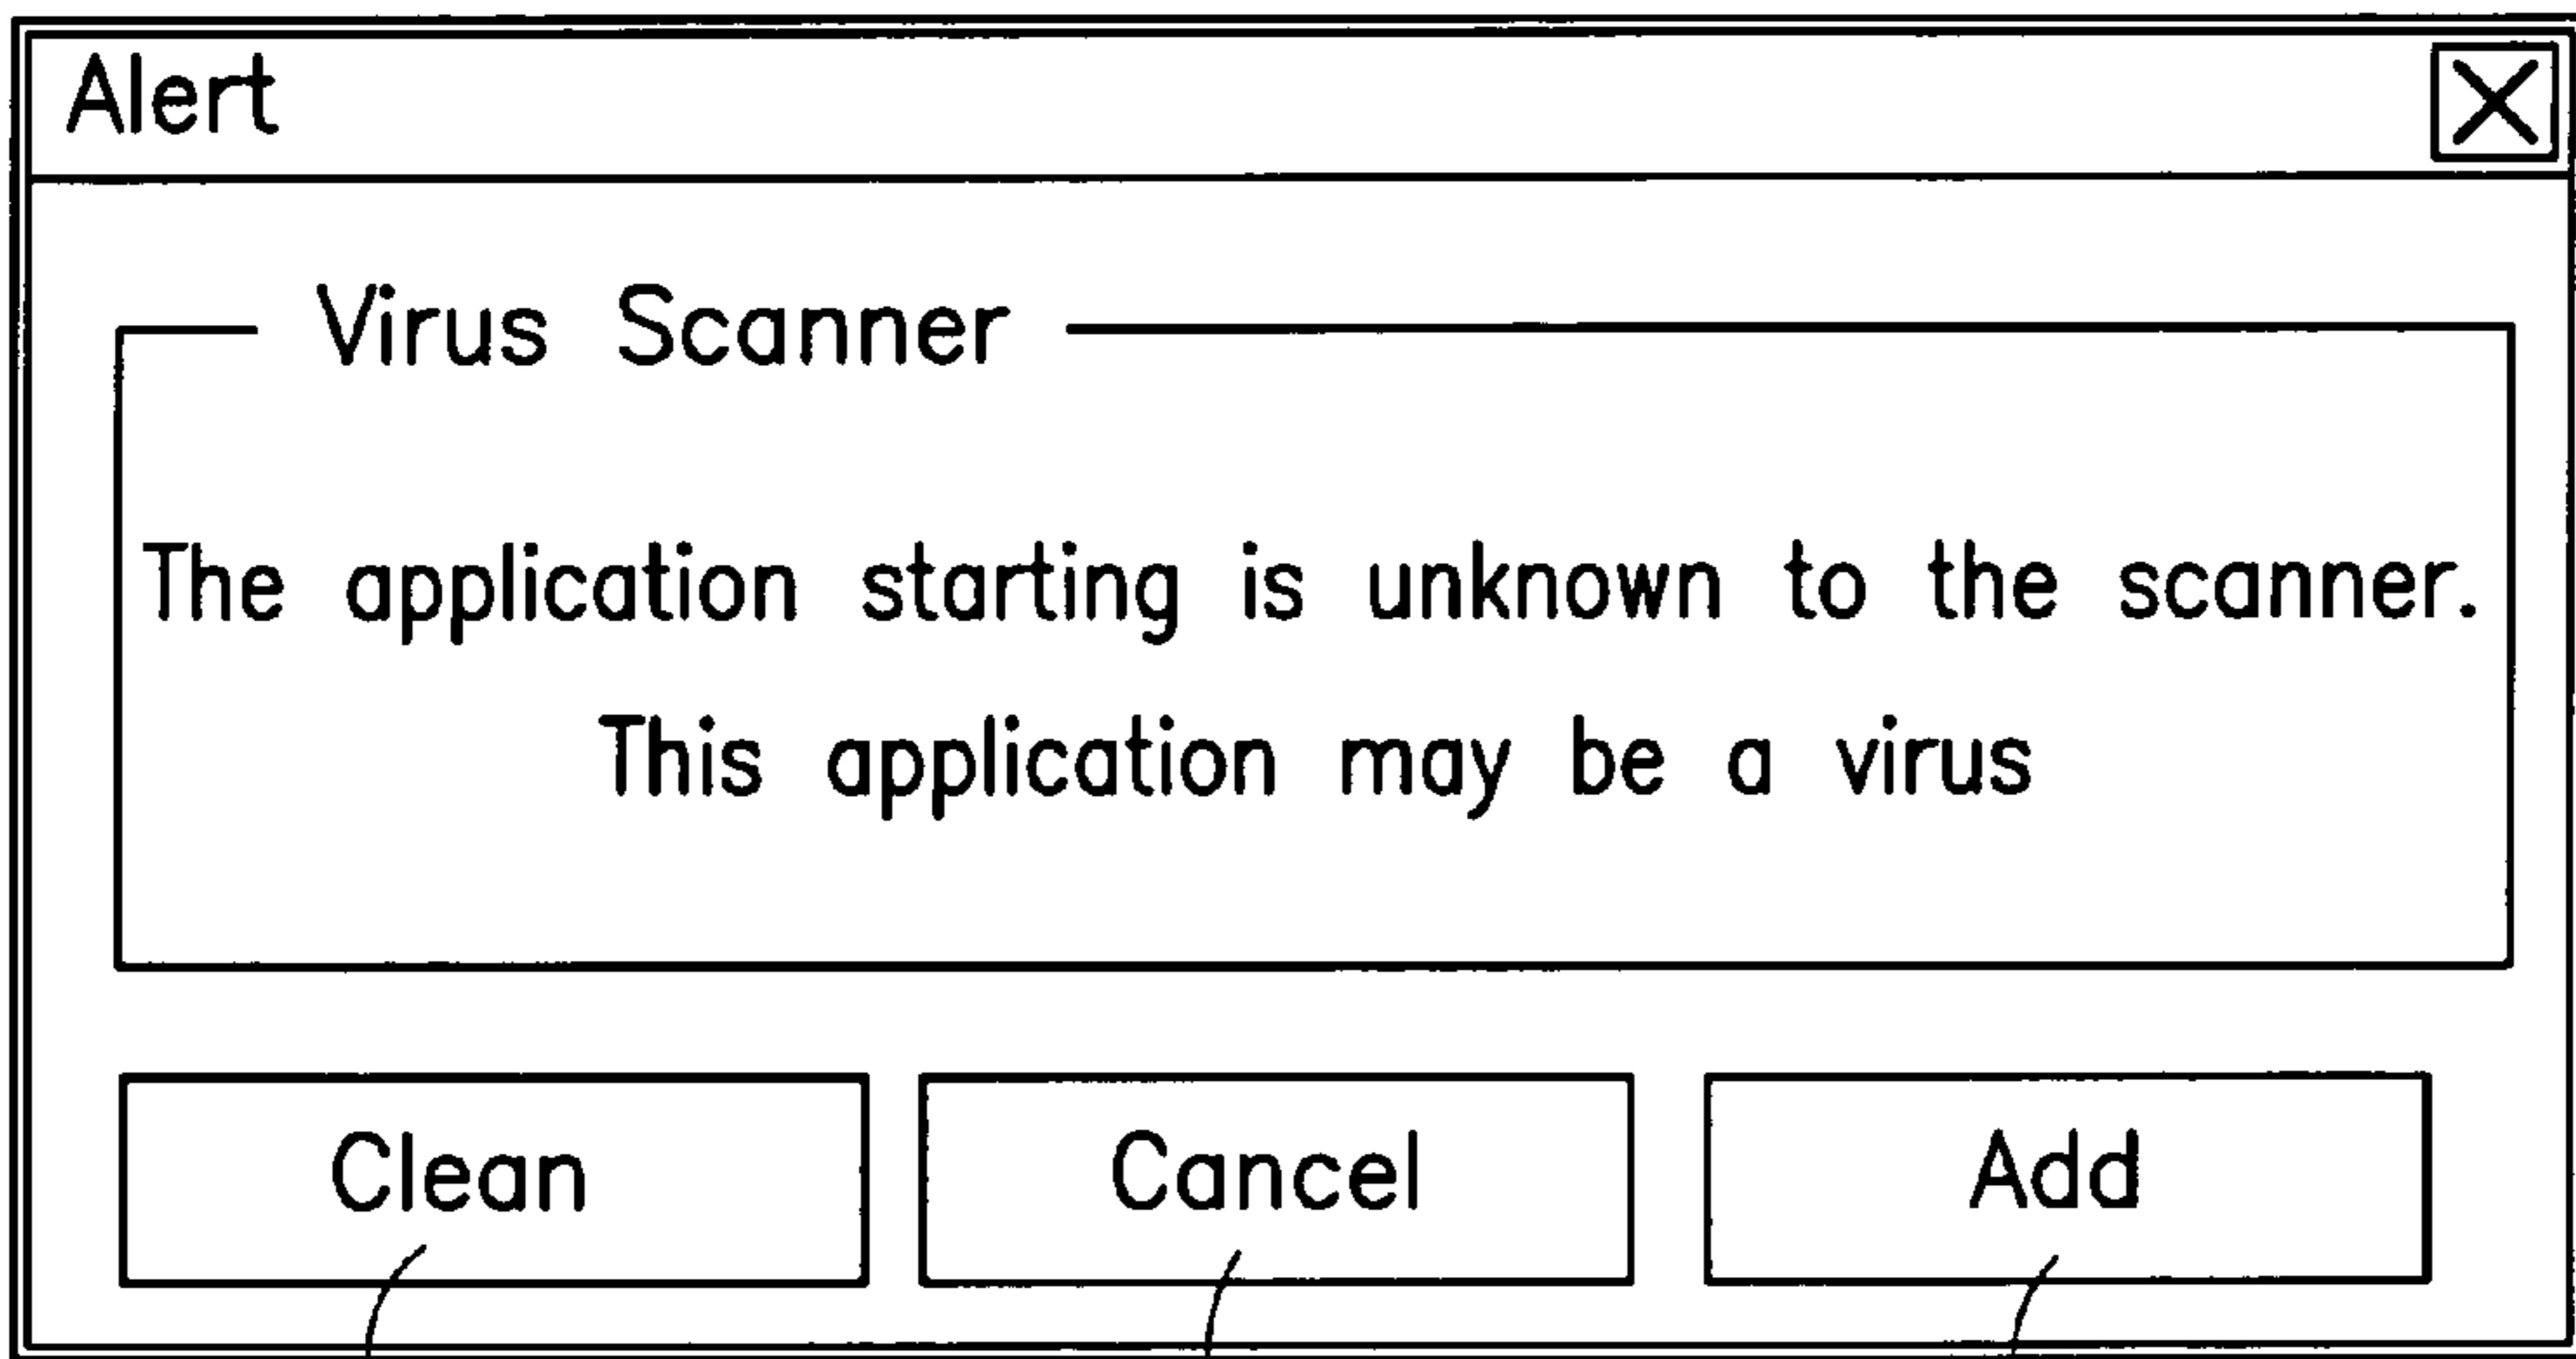 Alert
Virus Scanner
The application starting is unknown to the scanner.
This application may be a virus
Clean Cancel Add